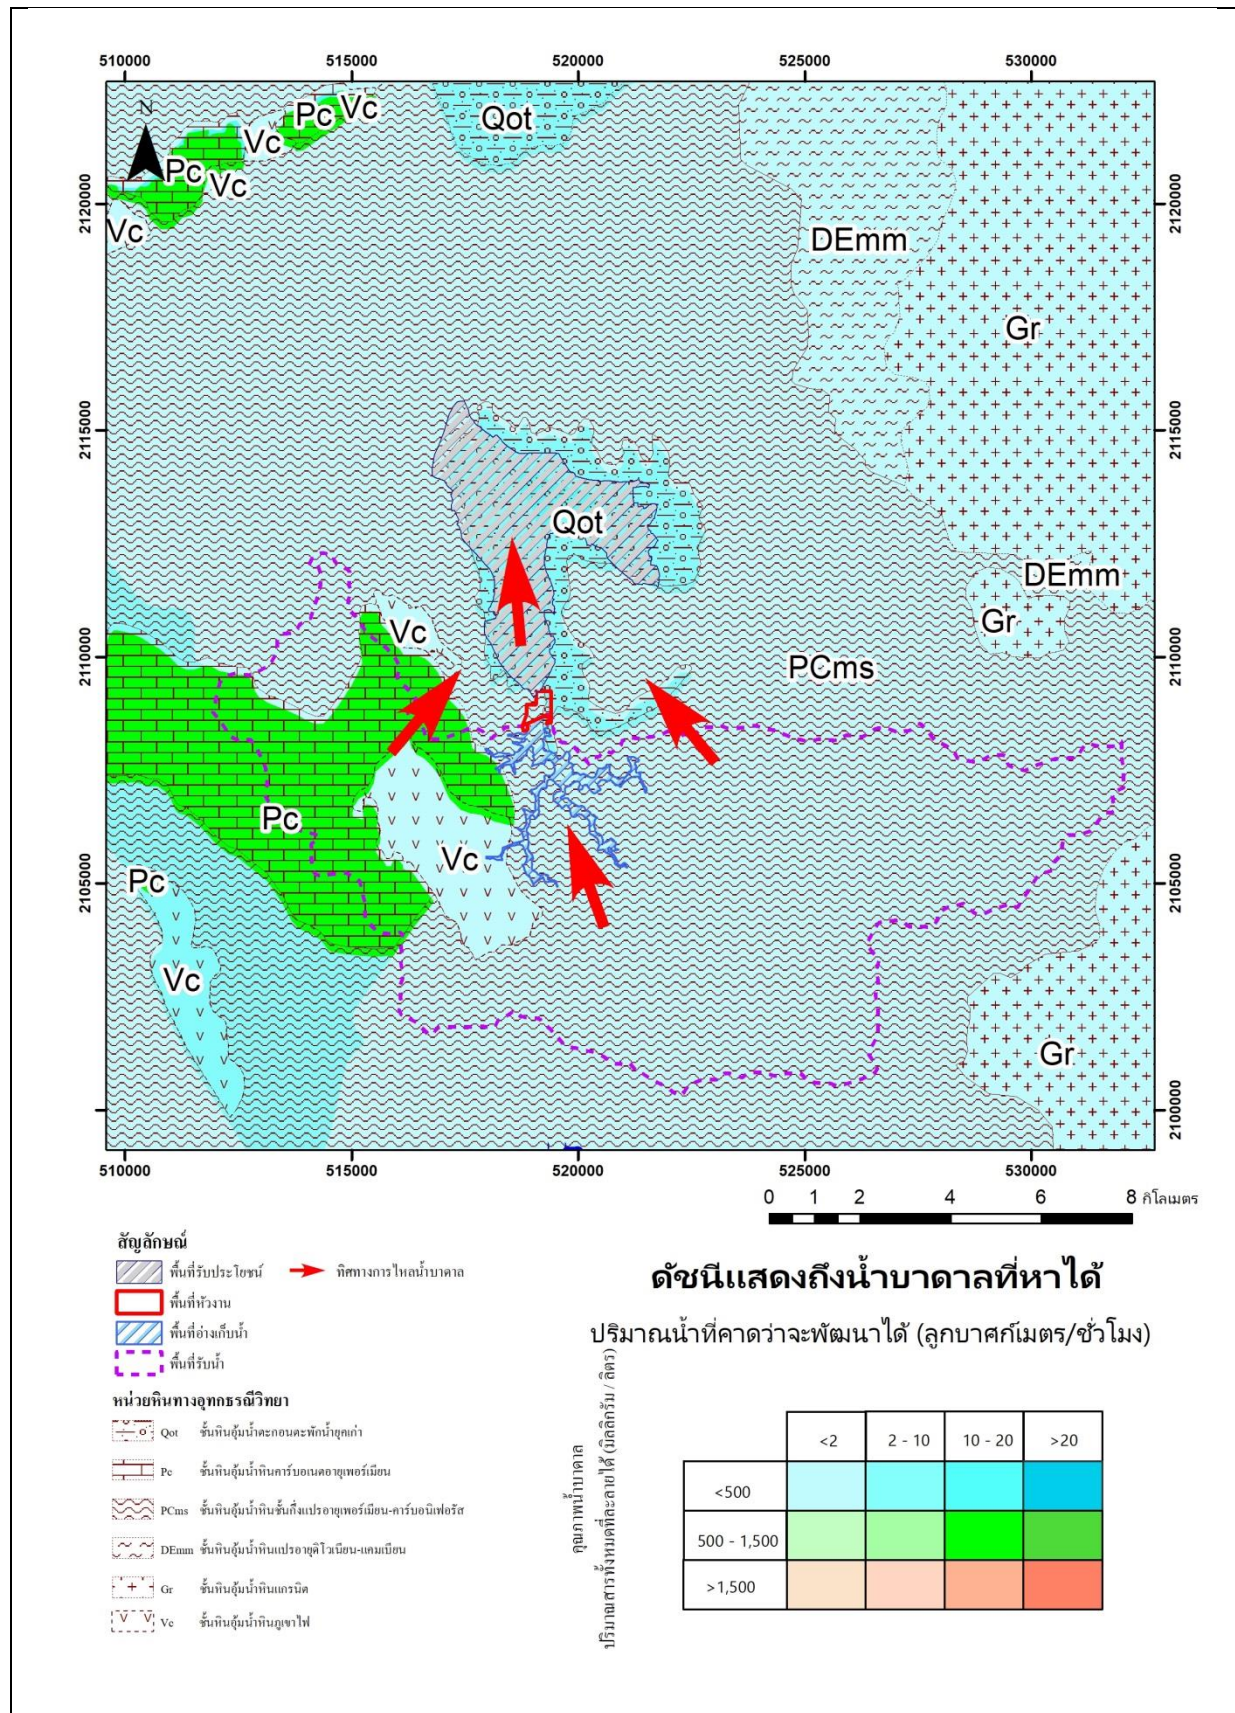 510000 515000 520000 525000 530000
N
Pc Vc
Vc
Qot
Pc
Vc
2120000 2120000
Vc
DEmm
Gr
2115000 2115000
Qot
DEmm
Vc
Gr
2110000 2110000
PCms
Pc
Vc
Pc
2105000 2105000
Vc
Gr
2100000
510000 515000 520000 525000 530000
0 1 2 4 6 8 กิโลเมตร
สัญลักษณ์
พื้นที่รับประโยชน์ ทิศทางการไหลน้ำบาดาล
พื้นที่หัวงาน
พื้นที่อ่างเก็บน้ำ
พื้นที่รับน้ำ
หน่วยหินทางอุทกธรณีวิทยา
Qot ชั้นหินอุ้มน้ำตะกอนตะพักน้ำยุคเก่า
Pc ชั้นหินอุ้มน้ำหินคาร์บอเนตอายุเพอร์เมียน
PCms ชั้นหินอุ้มน้ำหินชั้นกึ่งแปรอายุเพอร์เมียน-คาร์บอนิเฟอรัส
DEmm ชั้นหินอุ้มน้ำหินแปรอายุดิโวเนียน-แคมเบียน
Gr ชั้นหินอุ้มน้ำหินแกรนิต
Vc ชั้นหินอุ้มน้ำหินภูเขาไฟ
ดัชนีแสดงถึงน้ำบาดาลที่หาได้
ปริมาณน้ำที่คาดว่าจะพัฒนาได้ (ลูกบาศก์เมตร/ชั่วโมง)
คุณภาพน้ำบาดาล
ปริมาณสารทั้งหมดที่ละลายได้ (มิลลิกรัม / ลิตร)
<2 2 - 10 10 - 20 >20
<500
500 - 1,500
>1,500